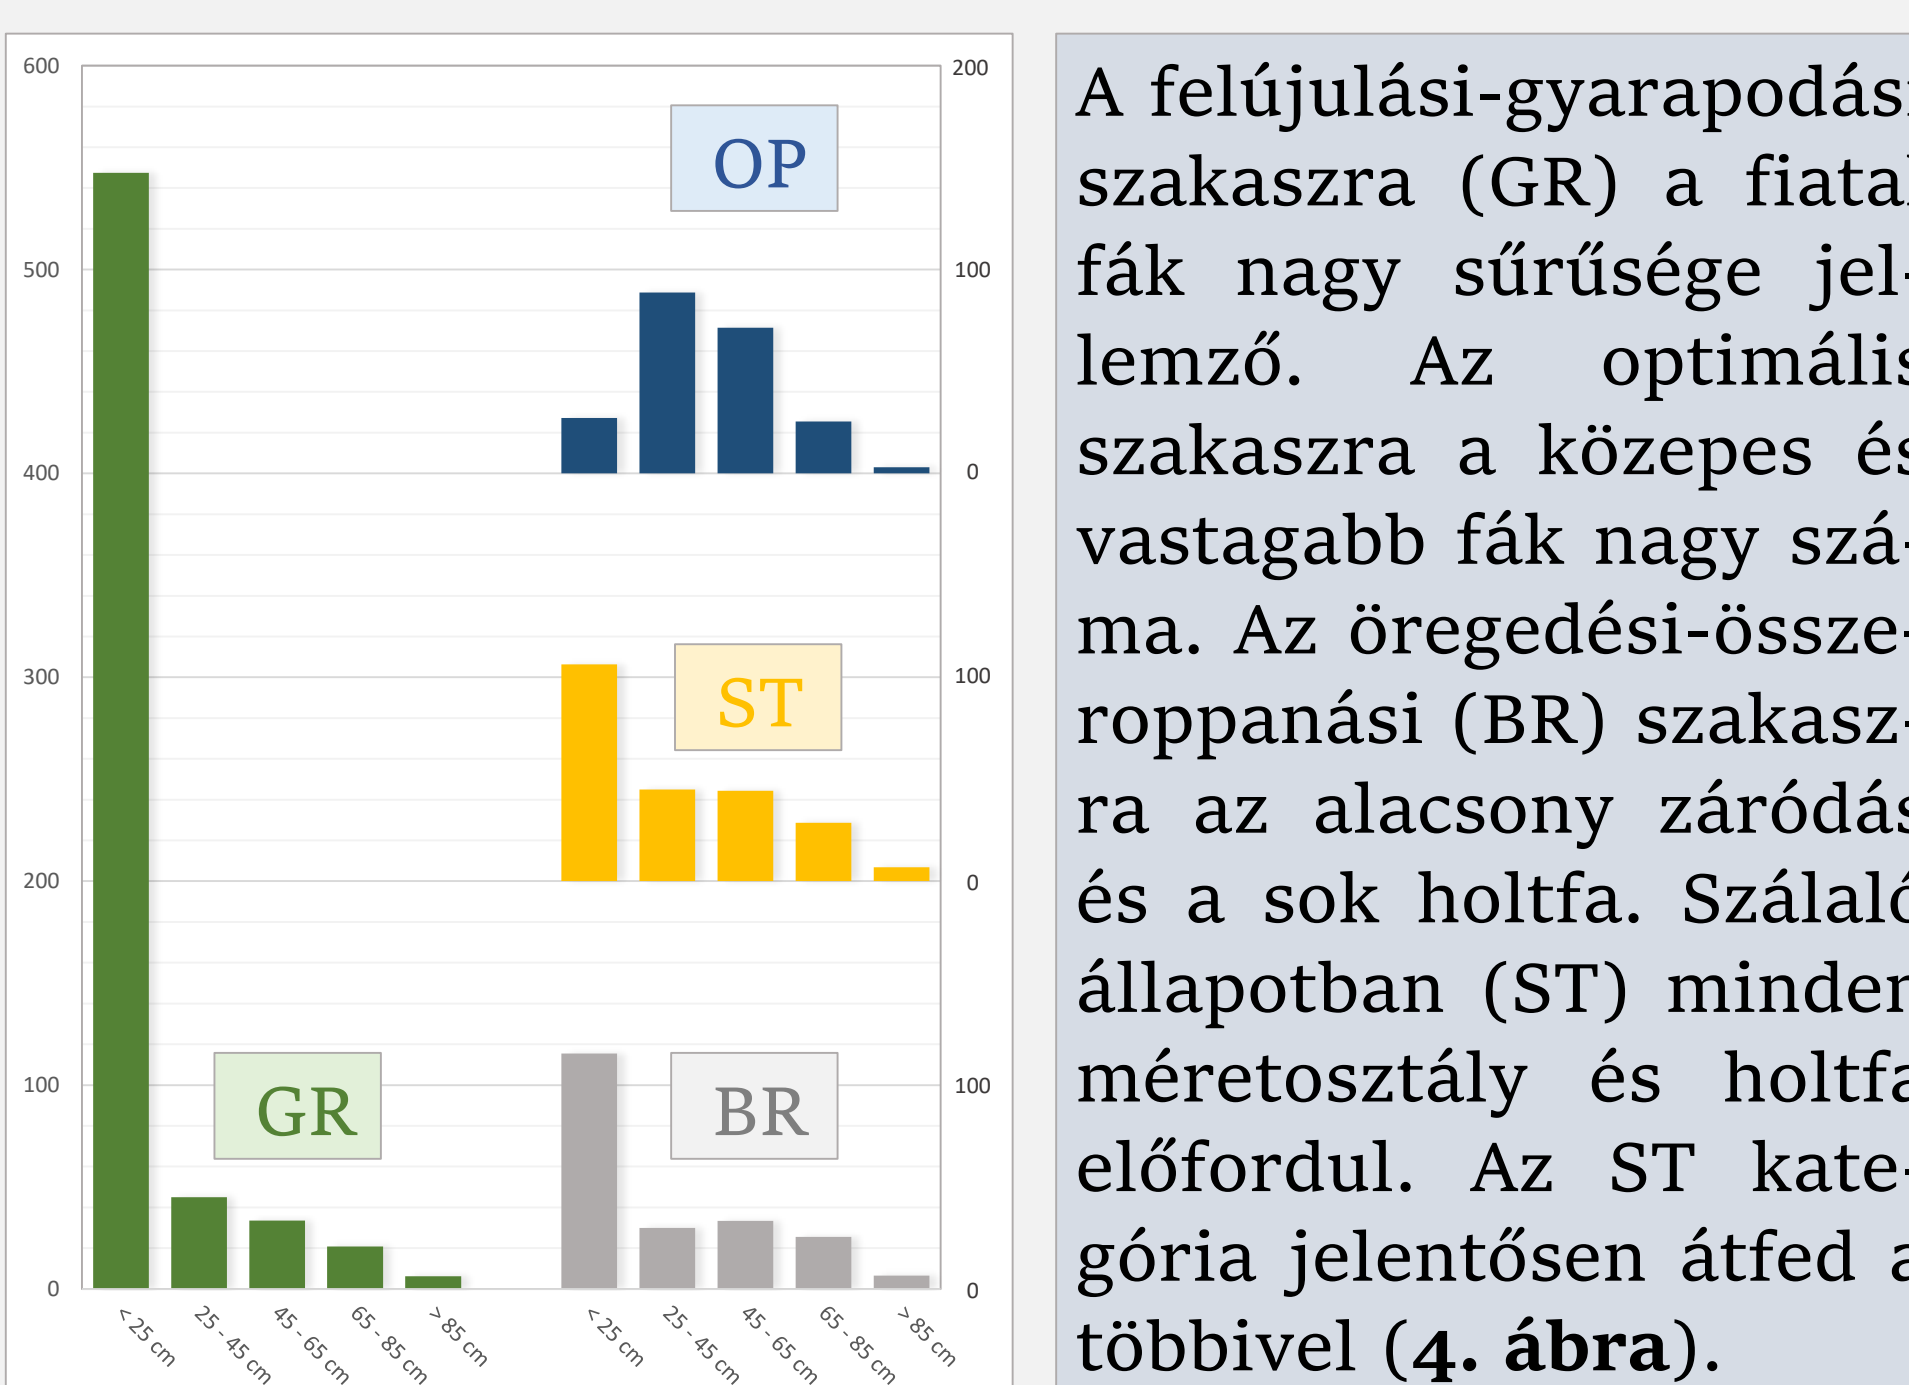 600
500
400
300
200
100
0
200
100
0
100
0
100
0
OP
ST
GR
BR
< 25 cm
25 - 45 cm
45 - 65 cm
65 - 85 cm
> 85 cm
< 25 cm
25 - 45 cm
45 - 65 cm
65 - 85 cm
> 85 cm
A felújulási-gyarapodási
szakaszra (GR) a fiatal
fák nagy sűrűsége jel-
lemző. Az optimális
szakaszra a közepes és
vastagabb fák nagy szá-
ma. Az öregedési-össze-
roppanási (BR) szakasz-
ra az alacsony záródás
és a sok holtfa. Szálaló
állapotban (ST) minden
méretosztály és holtfa
előfordul. Az ST kate-
gória jelentősen átfed a
többivel (4. ábra).